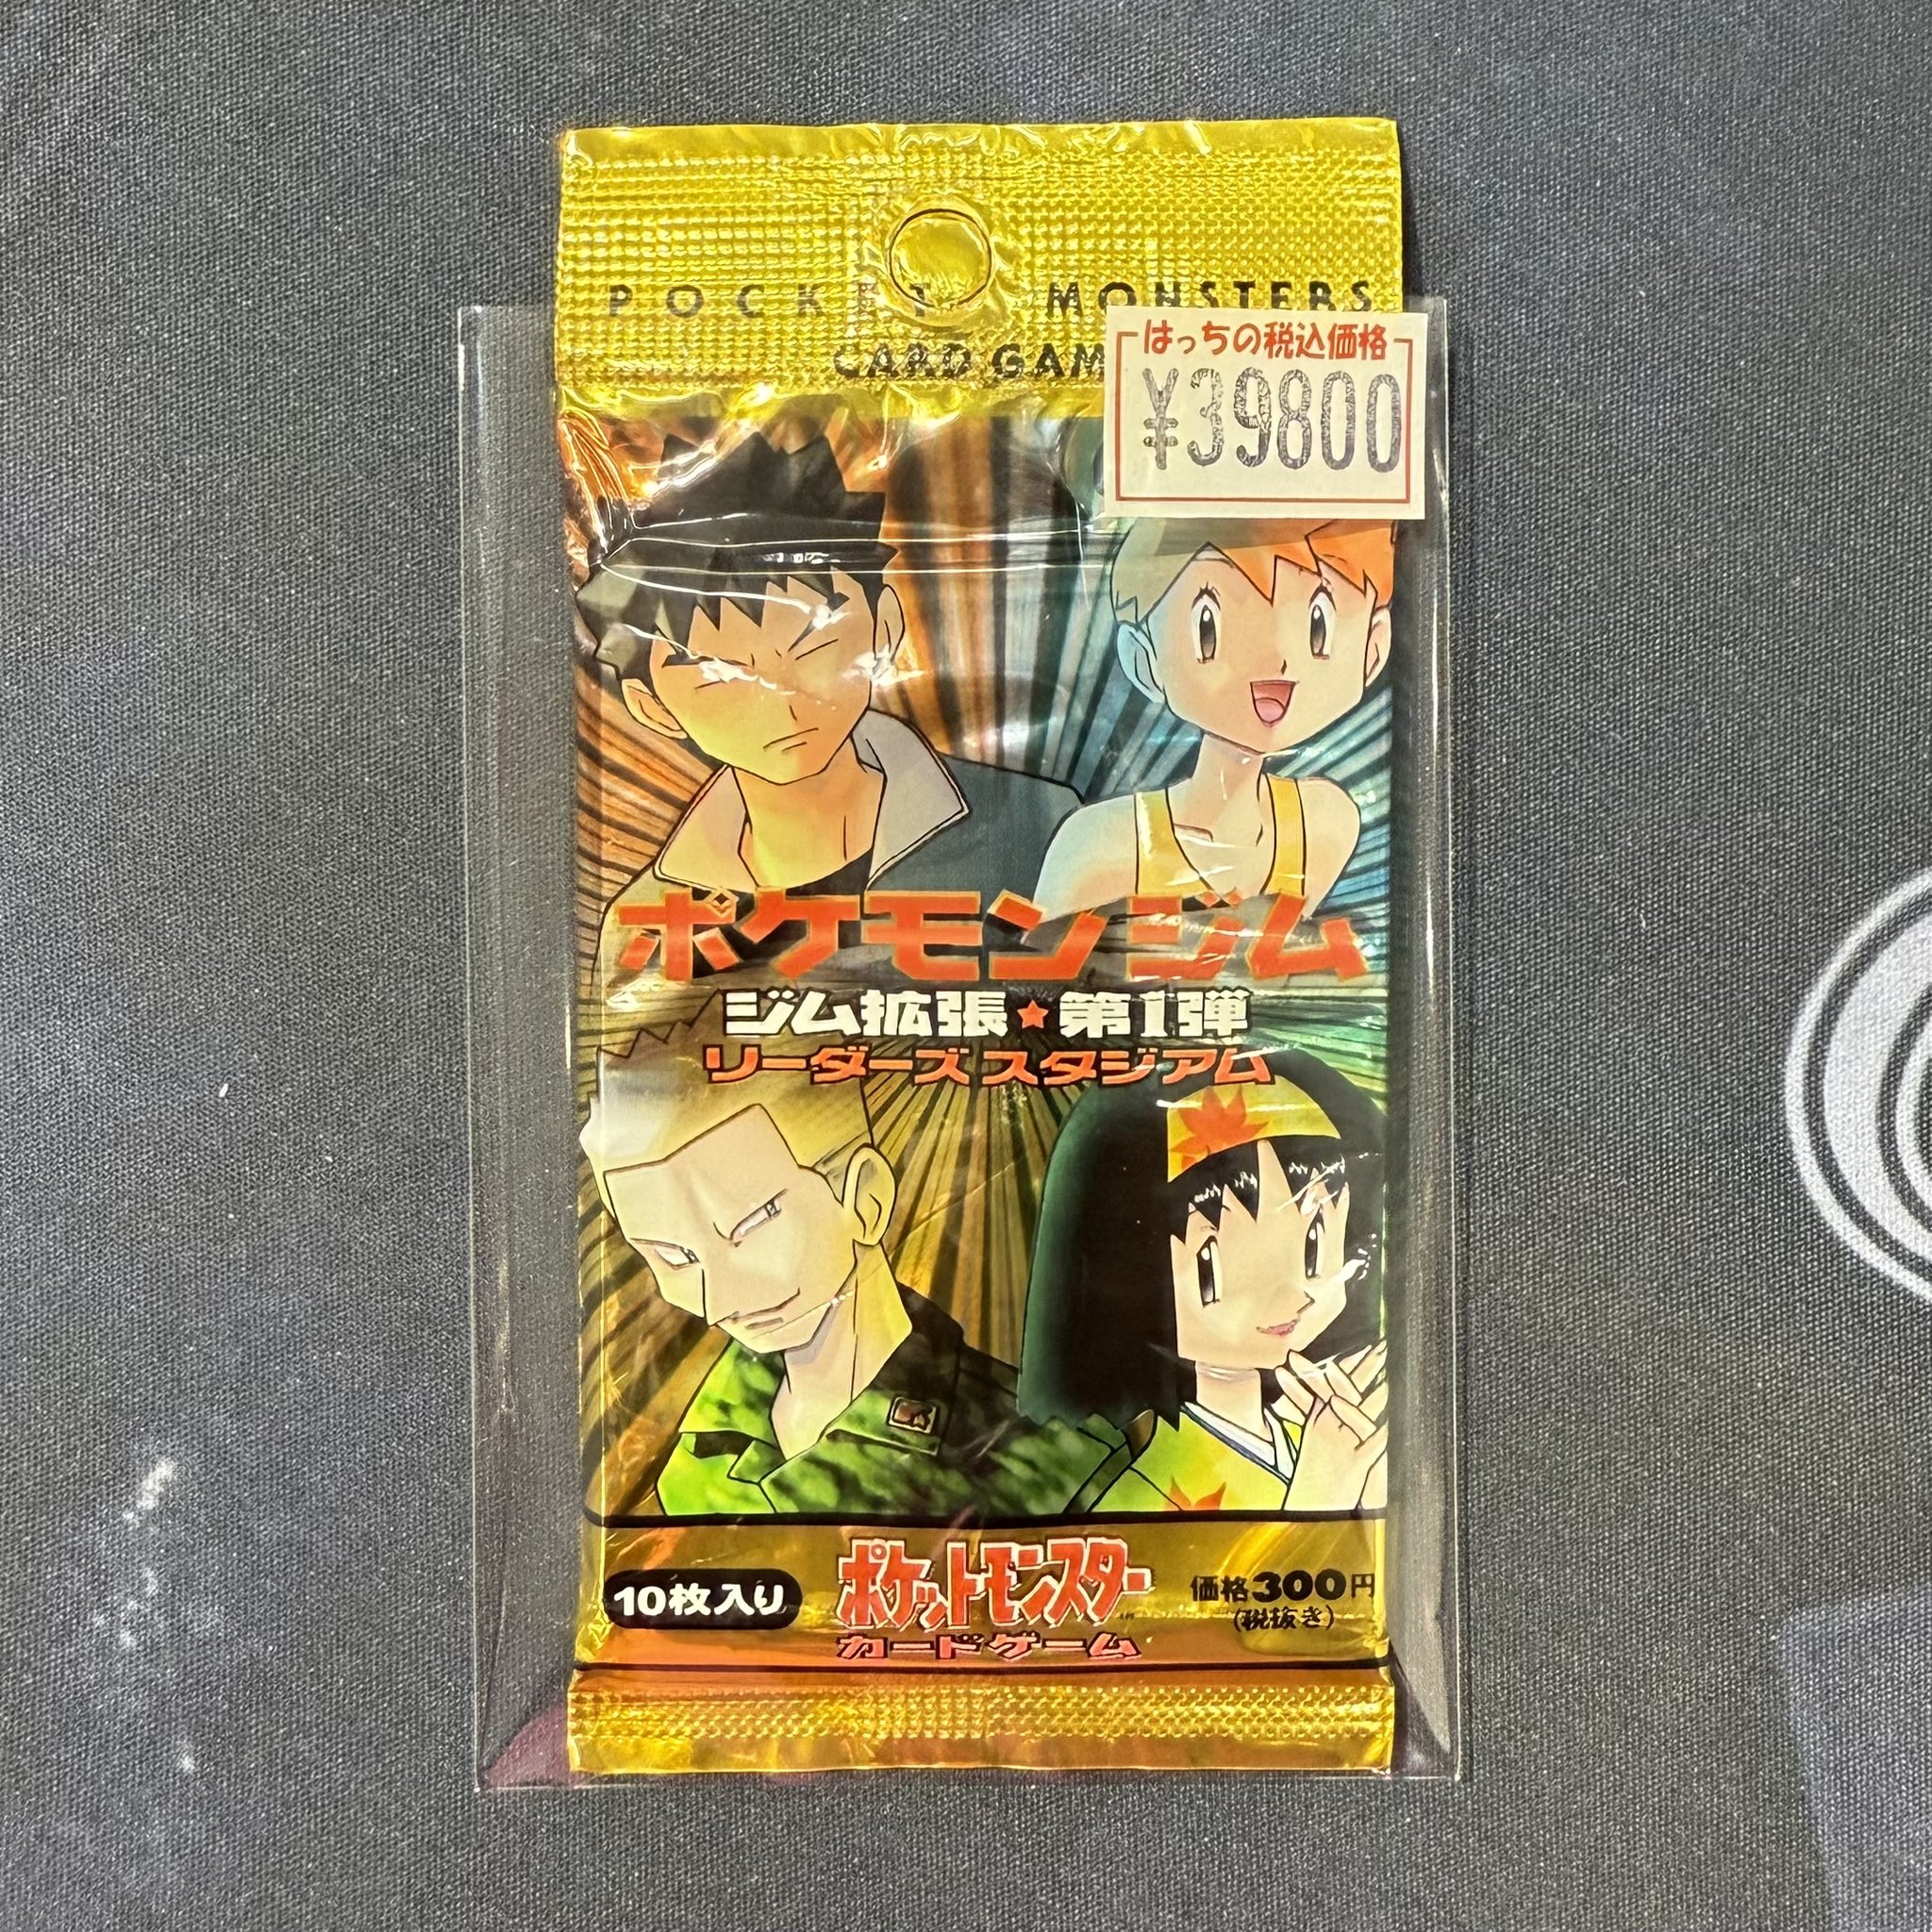 POCKET MONSTERS
CARD GAM
はっちの税込価格
¥39800
ポケモンジム
ジム拡張★第1弾
リーダーズ スタジアム
10枚入り
ポケットモンスター
カードゲーム
価格300円
(税抜き)